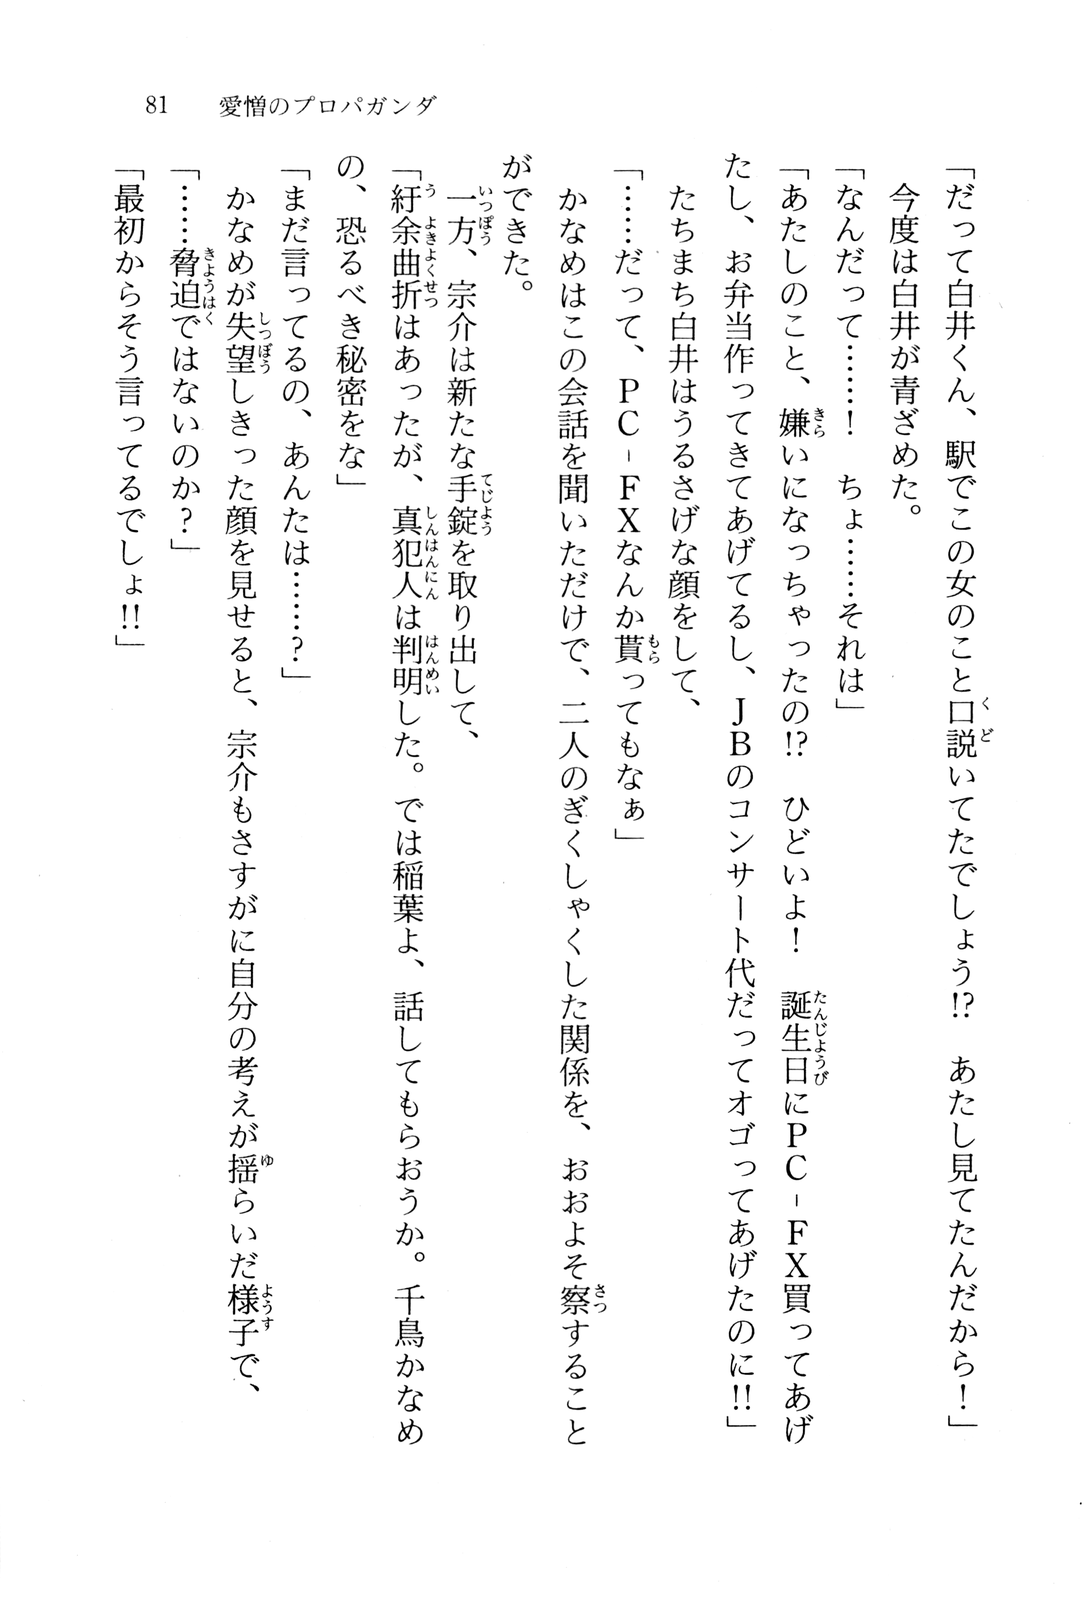 81　愛憎のプロパガンダ
「だって白井くん、駅でこの女のこと口説いてたでしょう!?　あたし見てたんだから！」
　今度は白井が青ざめた。
「なんだって……！　ちょ……それは」
「あたしのこと、嫌いになっちゃったの!?　ひどいよ！　誕生日にＰＣ-ＦＸ買ってあげ
たし、お弁当作ってきてあげてるし、ＪＢのコンサート代だってオゴってあげたのに!!」
　たちまち白井はうるさげな顔をして、
「……だって、ＰＣ-ＦＸなんか貰ってもなぁ」
　かなめはこの会話を聞いただけで、二人のぎくしゃくした関係を、おおよそ察すること
ができた。
　一方、宗介は新たな手錠を取り出して、
「紆余曲折はあったが、真犯人は判明した。では稲葉よ、話してもらおうか。千鳥かなめ
の、恐るべき秘密をな」
「まだ言ってるの、あんたは……？」
　かなめが失望しきった顔を見せると、宗介もさすがに自分の考えが揺らいだ様子で、
「……脅迫ではないのか？」
「最初からそう言ってるでしょ!!」